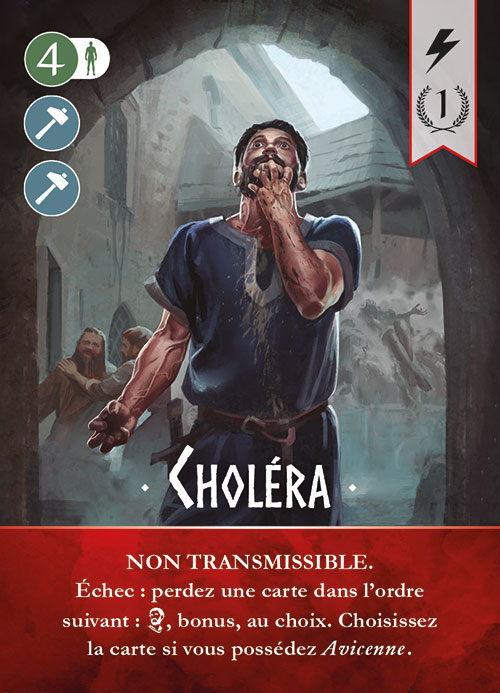 4
1
CHOLÉRA
NON TRANSMISSIBLE.
Échec : perdez une carte dans l'ordre
suivant : , bonus, au choix. Choisissez
la carte si vous possédez Avicenne.